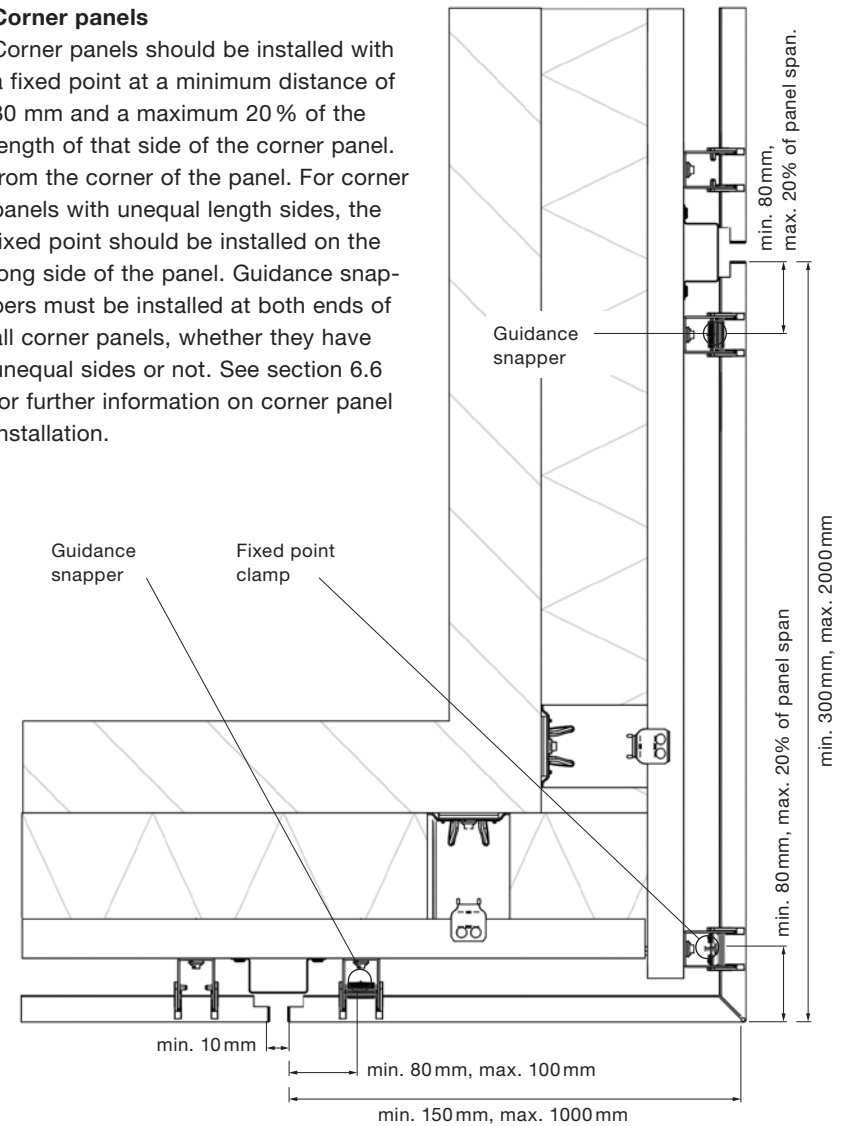 Corner panels
Corner panels should be installed with
a fixed point at a minimum distance of
80 mm and a maximum 20 % of the
ength of that side of the corner panel.
rom the corner of the panel. For corner
panels with unequal length sides, the
ixed point should be installed on the
ong side of the panel. Guidance snap-
pers must be installed at both ends of
all corner panels, whether they have
unequal sides or not. See section 6.6
or further information on corner panel
nstallation.
min. 80 mm,
max. 20% of panel span.
Guidance
snapper
Guidance
snapper
Fixed point
clamp
min. 80 mm, max. 20% of panel span
min. 300 mm, max. 2000 mm
min. 10 mm
min. 80 mm, max. 100 mm
min. 150 mm, max. 1000 mm